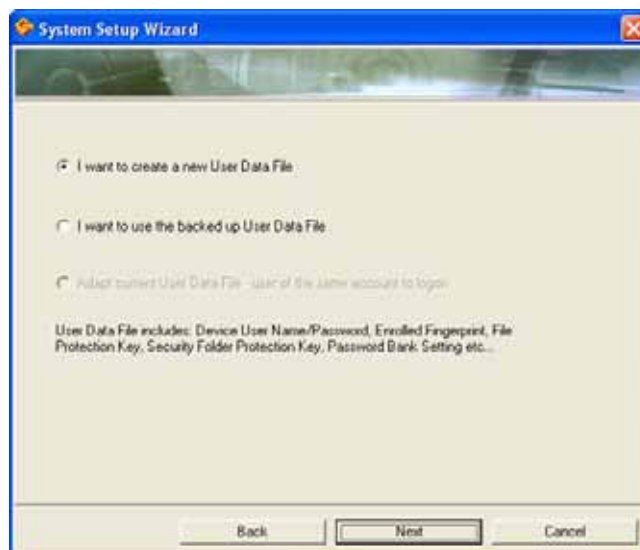 System Setup Wizard
I want to create a new User Data File
I want to use the backed up User Data File
Adapt current User Data File - user of the same account to logon
User Data File includes: Device User Name/Password, Enrolled Fingerprint, File
Protection Key, Security Folder Protection Key, Password Bank Setting etc...
Back
Next
Cancel